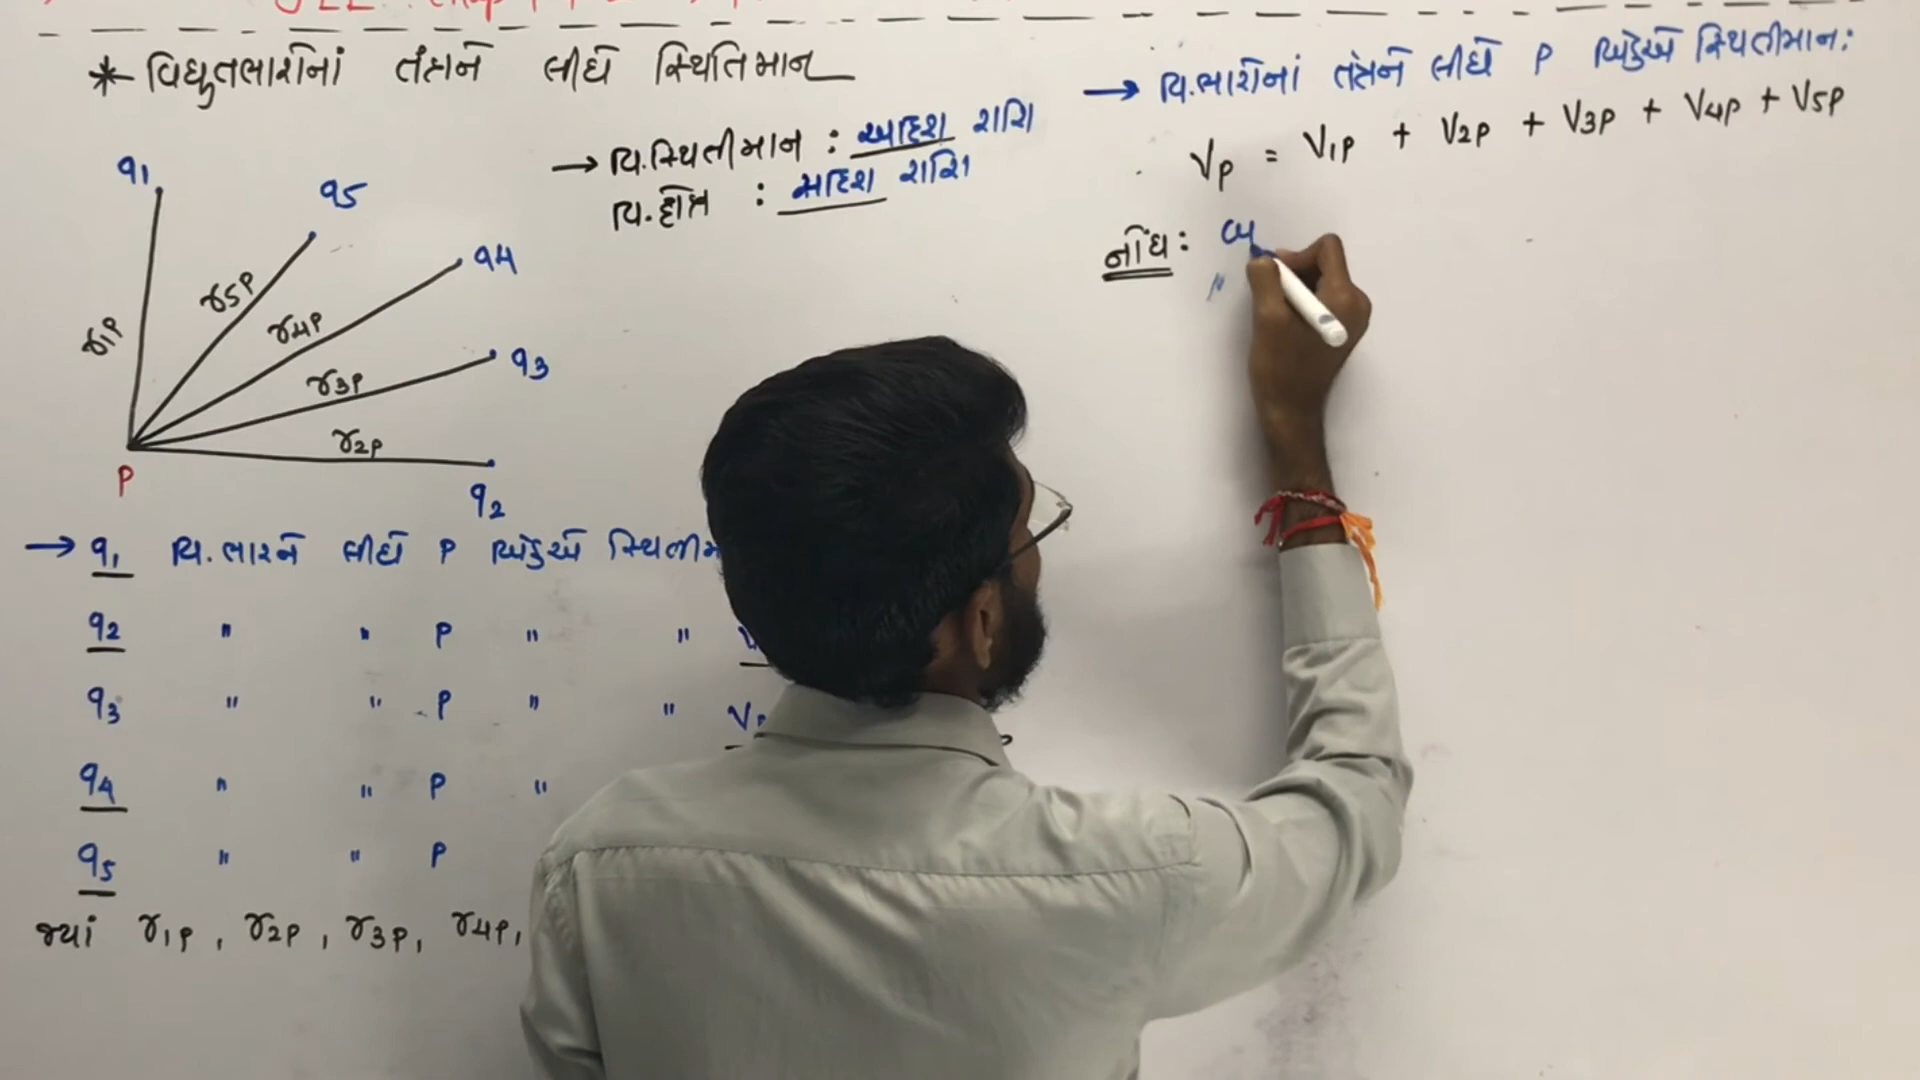 * વિદ્યુતભારોનાં તંત્રને લીધે સ્થિતિમાન
q1
q5
q4
q3
q2
r1P
r5P
r4P
r3P
r2P
P
→ વિ.સ્થિતીમાન : અદિશ રાશિ
વિ.ક્ષેત્ર : સદિશ રાશિ
→ q1 વિ.ભારને લીધે P બિંદુએ
q2 " " P " "
q3 " " P " "
q4 " " P "
q5 " " P
જ્યાં r1P, r2P, r3P, r4P,
→ વિ.ભારોનાં તંત્રને લીધે P બિંદુએ સ્થિતીમાન:
VP = V1P + V2P + V3P + V4P + V5P
નોંધ: